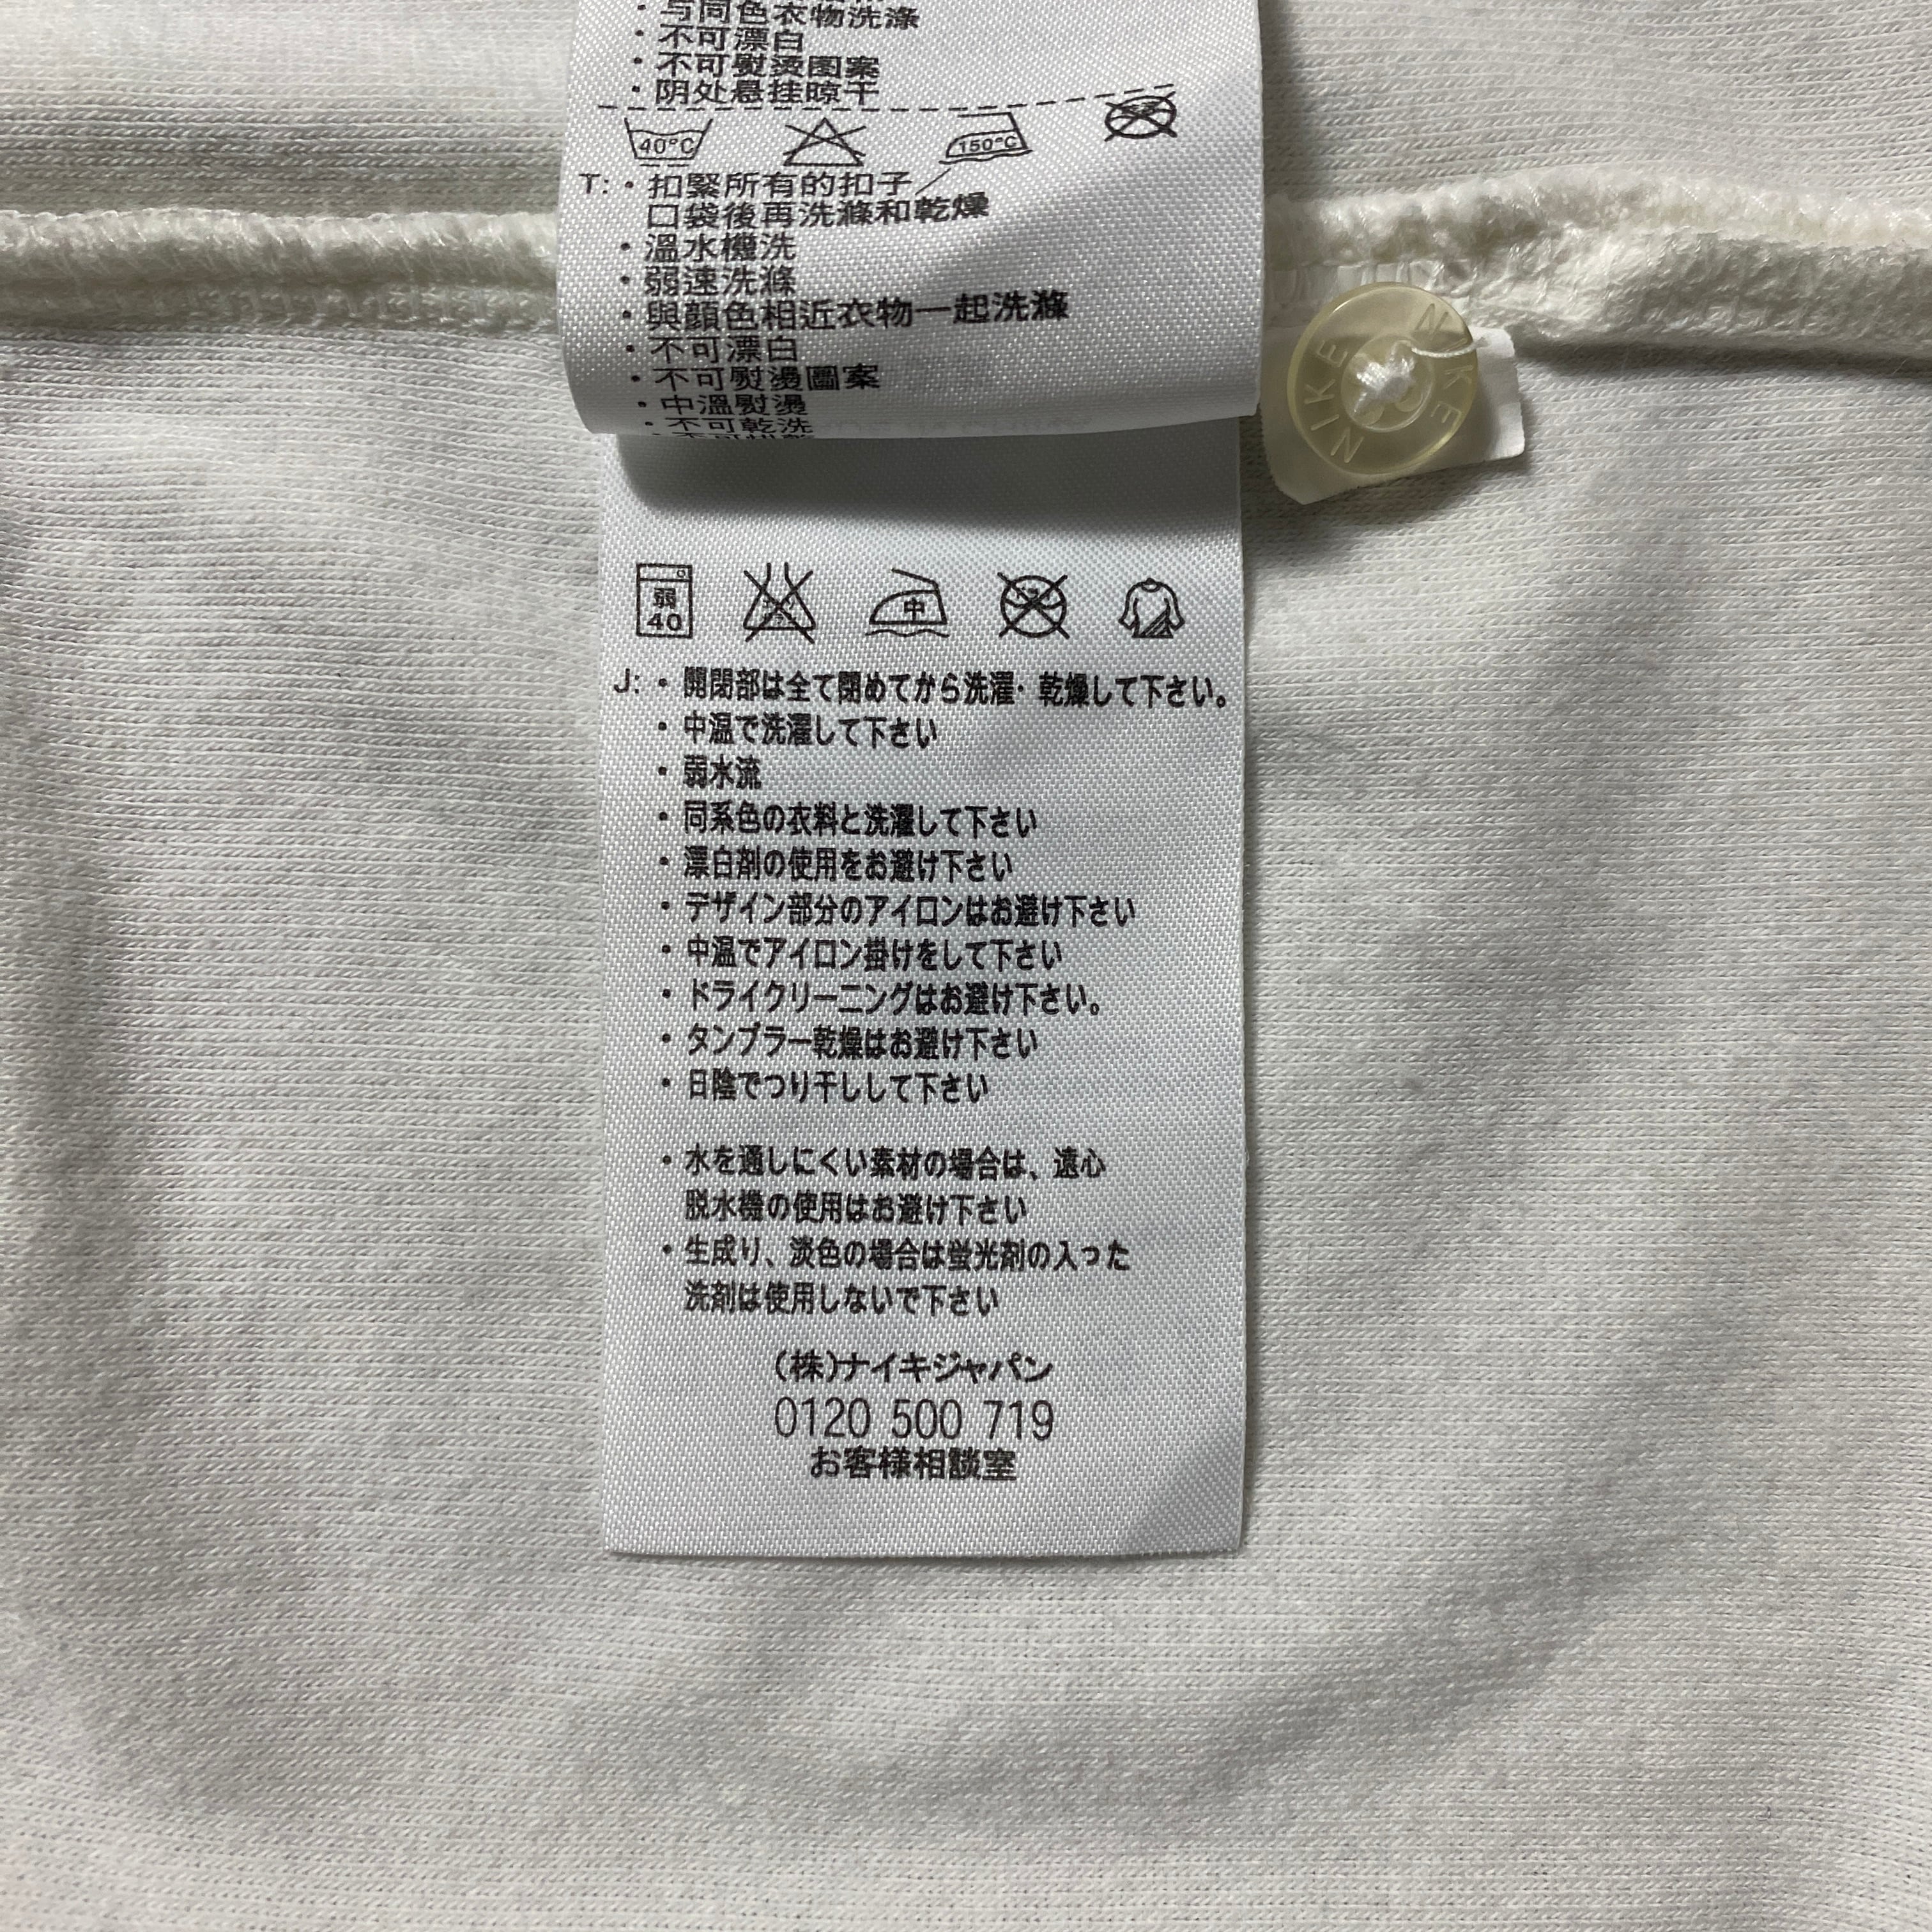 · 与同色衣物洗涤
· 不可漂白
· 不可熨烫图案
· 阴处悬挂晾干
40°C
150°C
T: · 扣緊所有的扣子/
口袋後再洗滌和乾燥
· 溫水機洗
· 弱速洗滌
· 與顏色相近衣物一起洗滌
· 不可漂白
· 不可熨燙圖案
· 中溫熨燙
· 不可乾洗
NIKE NIKE
弱
40
中
J: · 開閉部は全て閉めてから洗濯· 乾燥して下さい。
· 中温で洗濯して下さい
· 弱水流
· 同系色の衣料と洗濯して下さい
· 漂白剤の使用をお避け下さい
· デザイン部分のアイロンはお避け下さい
· 中温でアイロン掛けをして下さい
· ドライクリーニングはお避け下さい。
· タンブラー乾燥はお避け下さい
· 日陰でつり干しして下さい
· 水を通しにくい素材の場合は、遠心
脱水機の使用はお避け下さい
· 生成り、淡色の場合は蛍光剤の入った
洗剤は使用しないで下さい
(株)ナイキジャパン
0120 500 719
お客様相談室